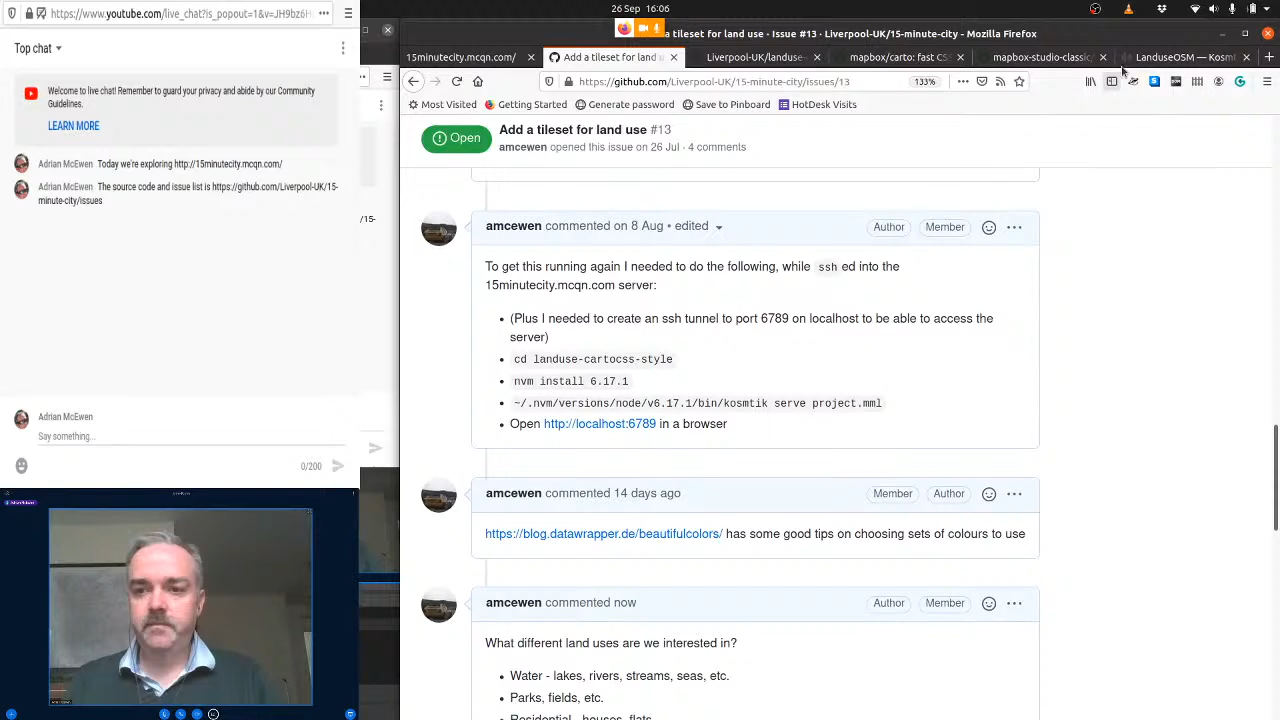 https://www.youtube.com/live_chat?is_popout=1&v=JH9bz6H
Top chat
Welcome to live chat! Remember to guard your privacy and abide by our Community
Guidelines.
LEARN MORE
Adrian McEwen Today we're exploring http://15minutecity.mcqn.com/
Adrian McEwen The source code and issue list is https://github.com/Liverpool-UK/15-
minute-city/issues
Adrian McEwen
Say something...
0/200
/15-
26 Sep 16:06
a tileset for land use · Issue #13 · Liverpool-UK/15-minute-city - Mozilla Firefox
15minutecity.mcqn.com/
Add a tileset for land u
Liverpool-UK/landuse-
mapbox/carto: fast CS
mapbox-studio-classic
LanduseOSM — Kosm
https://github.com/Liverpool-UK/15-minute-city/issues/13
133%
Most Visited
Getting Started
Generate password
Save to Pinboard
HotDesk Visits
Open
Add a tileset for land use #13
amcewen opened this issue on 26 Jul · 4 comments
amcewen commented on 8 Aug • edited
Author
Member
To get this running again I needed to do the following, while ssh ed into the
15minutecity.mcqn.com server:
• (Plus I needed to create an ssh tunnel to port 6789 on localhost to be able to access the
server)
• cd landuse-cartocss-style
• nvm install 6.17.1
• ~/.nvm/versions/node/v6.17.1/bin/kosmtik serve project.mml
• Open http://localhost:6789 in a browser
amcewen commented 14 days ago
Member
Author
https://blog.datawrapper.de/beautifulcolors/ has some good tips on choosing sets of colours to use
amcewen commented now
Author
Member
What different land uses are we interested in?
• Water - lakes, rivers, streams, seas, etc.
• Parks, fields, etc.
• Residential - houses, flats